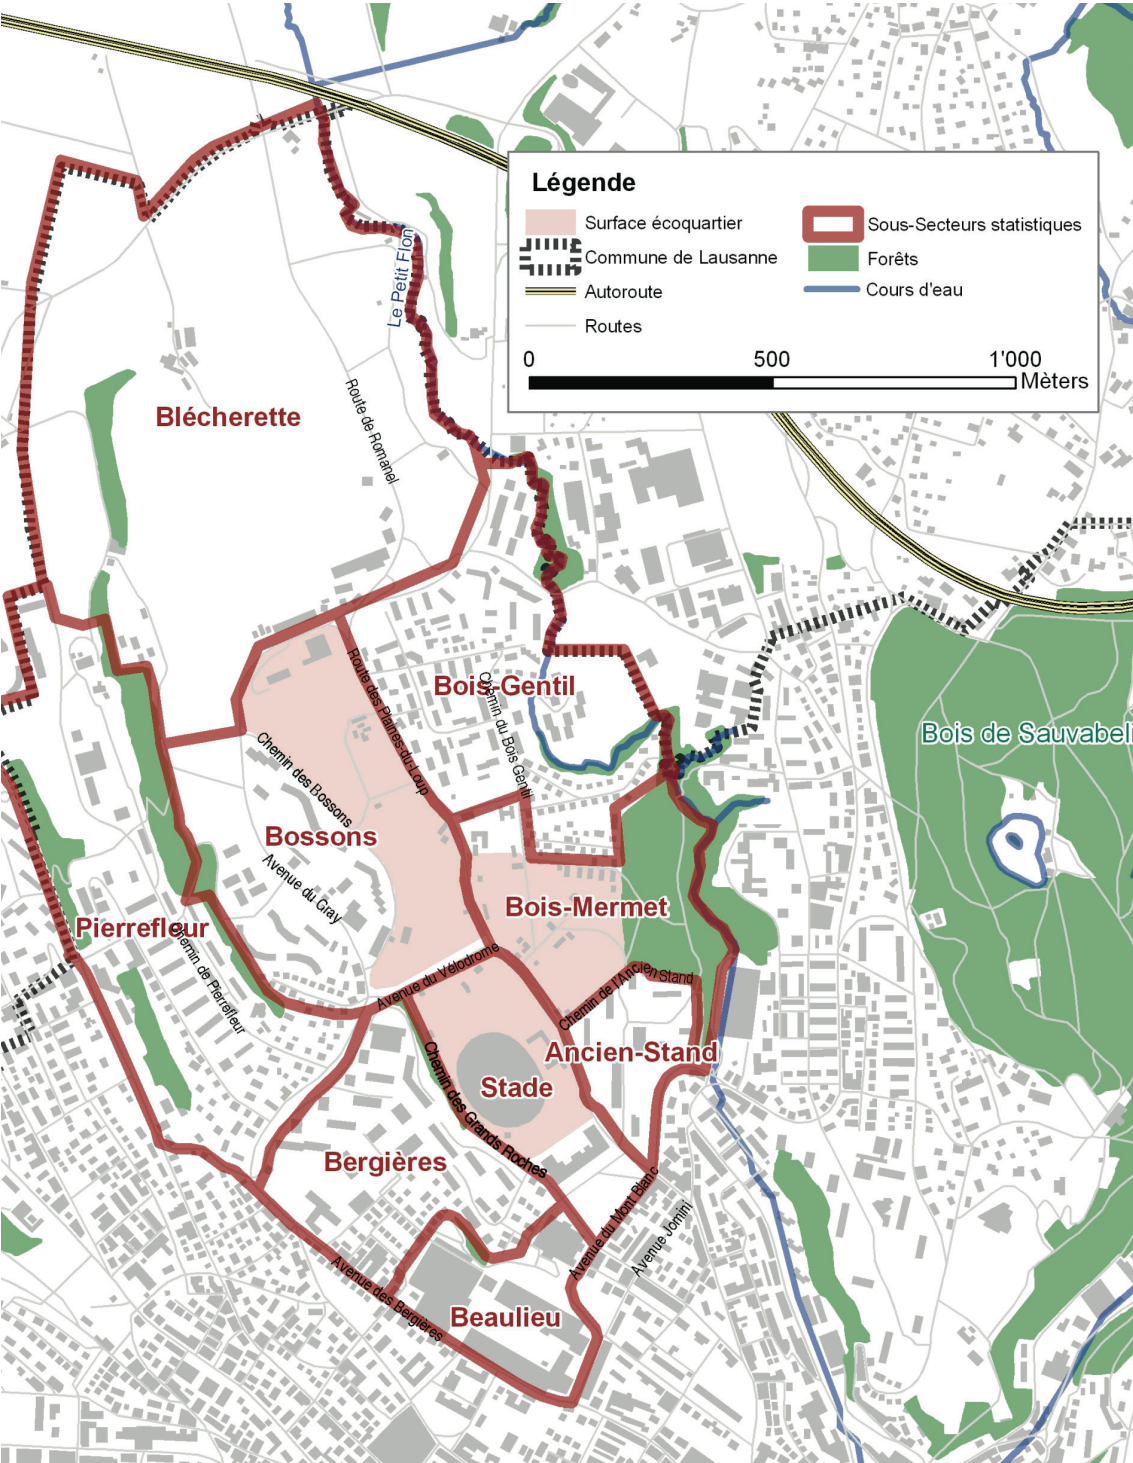 Légende
Surface écoquartier
Commune de Lausanne
Autoroute
Routes
Sous-Secteurs statistiques
Forêts
Cours d'eau
0 500 1'000
Mèters
Le Petit Flon
Blécherette
Route de Romanel
Bois-Gentil
Route des Plaines-du-Loup
Chemin du Bois Gentil
Bois de Sauvabel
Chemin des Bossons
Bossons
Avenue du Gray
Bois-Mermet
Pierrefleur
Chemin de Pierrefleur
Avenue du Vélodrome
Chemin de l'Ancien Stand
Ancien-Stand
Chemin des Grands Roches
Stade
Bergières
Avenue du Mont Blanc
Avenue Jomini
Avenue des Bergières
Beaulieu